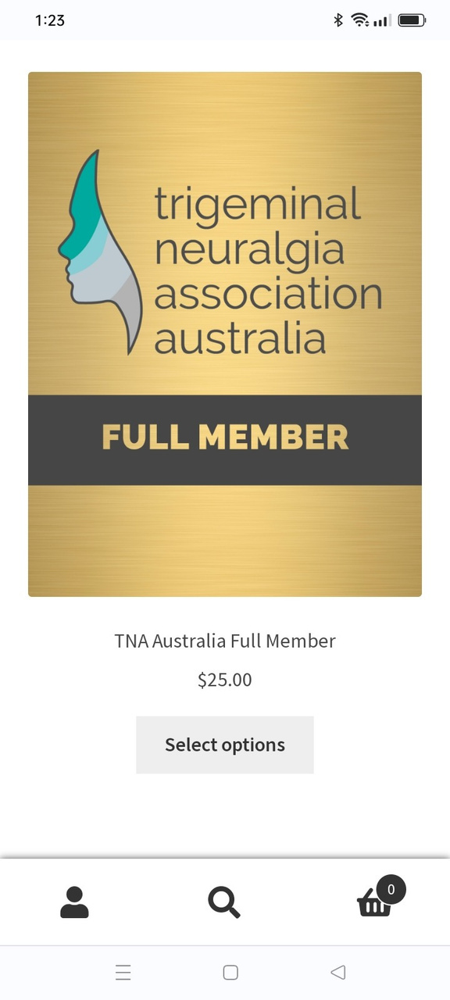 1:23
trigeminal
neuralgia
association
australia
FULL MEMBER
TNA Australia Full Member
$25.00
Select options
0